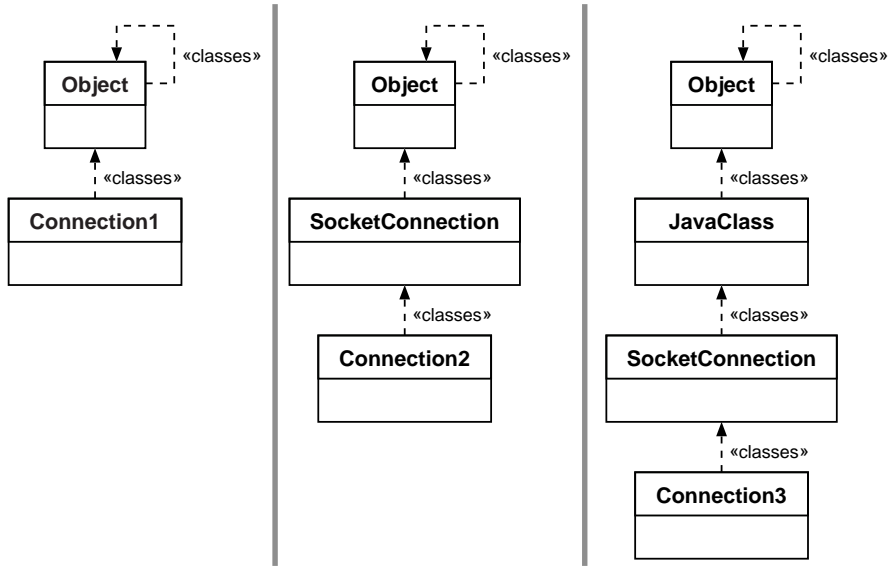 «classes»
Object
«classes»
Connection1
«classes»
Object
«classes»
SocketConnection
«classes»
Connection2
«classes»
Object
«classes»
JavaClass
«classes»
SocketConnection
«classes»
Connection3